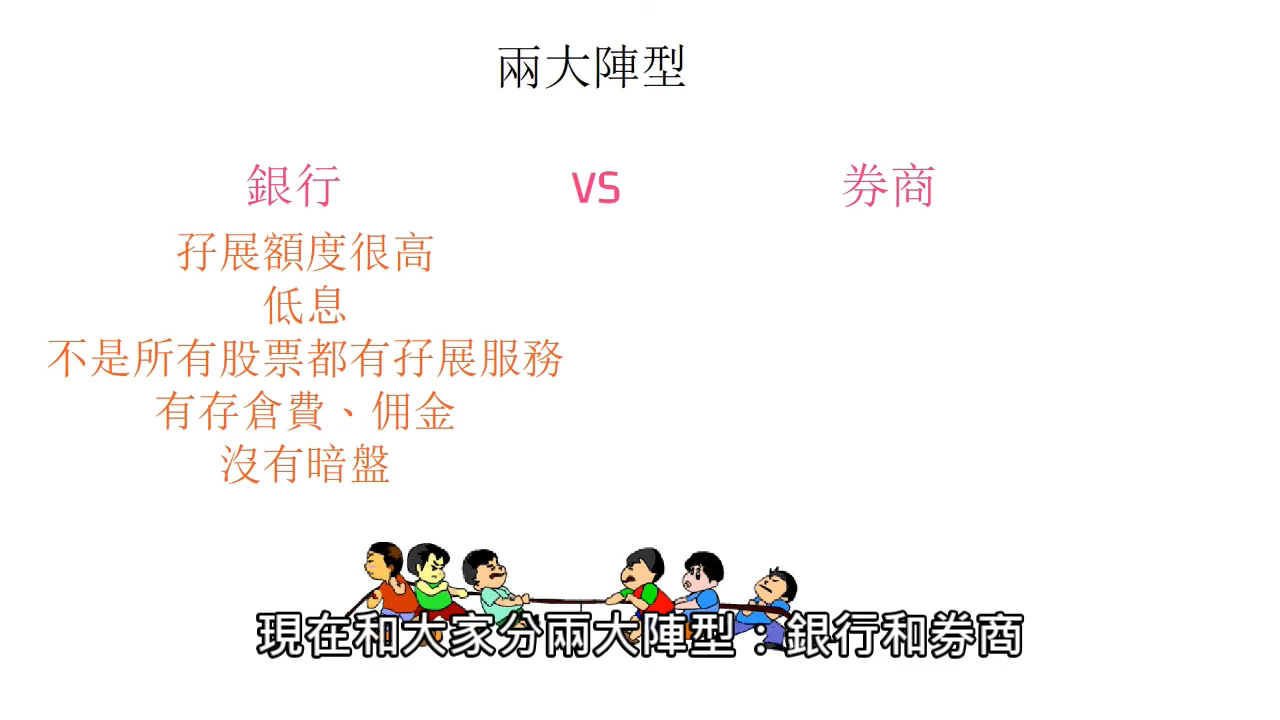 兩大陣型
銀行 VS 券商
孖展額度很高
低息
不是所有股票都有孖展服務
有存倉費、佣金
沒有暗盤
現在和大家分兩大陣型：銀行和券商